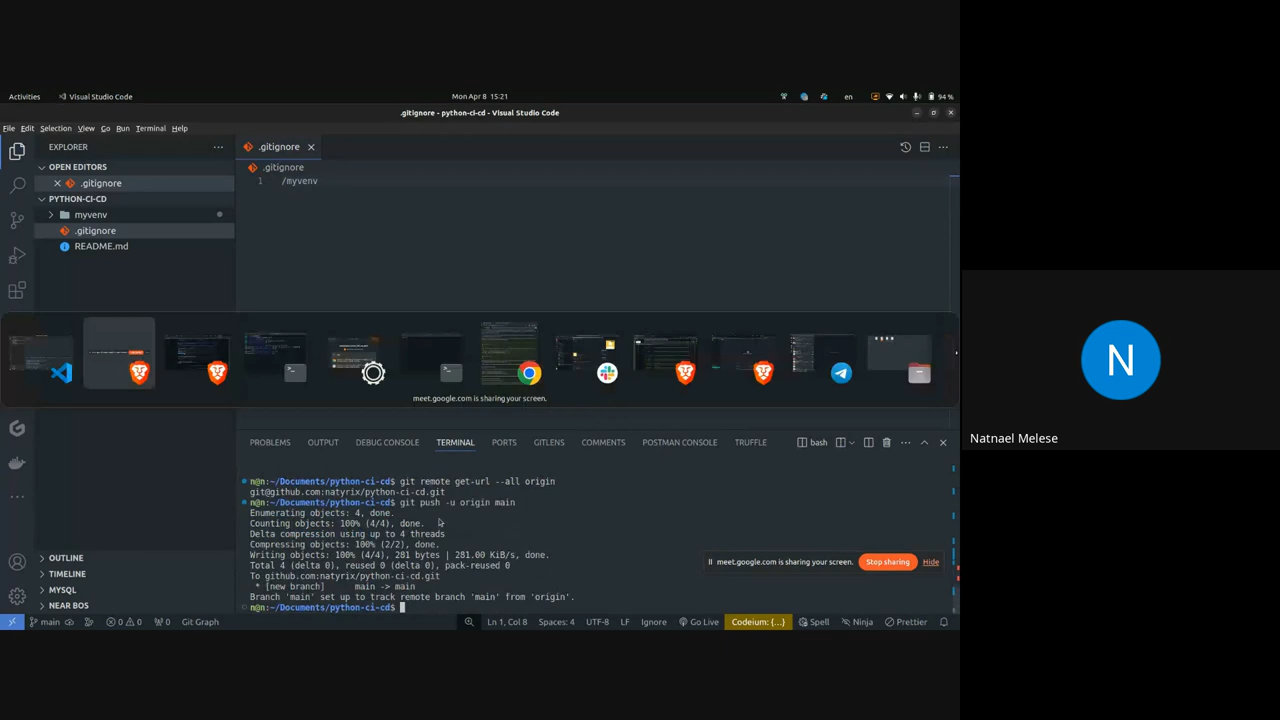 Activities
Visual Studio Code
Mon Apr 8 15:21
en
94 %
.gitignore - python-ci-cd - Visual Studio Code
File Edit Selection View Go Run Terminal Help
EXPLORER
.gitignore
OPEN EDITORS
.gitignore
.gitignore
1 /myvenv
PYTHON-CI-CD
myvenv
.gitignore
README.md
meet.google.com is sharing your screen.
N
Natnael Melese
PROBLEMS OUTPUT DEBUG CONSOLE TERMINAL PORTS GITLENS COMMENTS POSTMAN CONSOLE TRUFFLE
bash
n@n:~/Documents/python-ci-cd$ git remote get-url --all origin
git@github.com:natyrix/python-ci-cd.git
n@n:~/Documents/python-ci-cd$ git push -u origin main
Enumerating objects: 4, done.
Counting objects: 100% (4/4), done.
Delta compression using up to 4 threads
Compressing objects: 100% (2/2), done.
Writing objects: 100% (4/4), 281 bytes | 281.00 KiB/s, done.
Total 4 (delta 0), reused 0 (delta 0), pack-reused 0
To github.com:natyrix/python-ci-cd.git
* [new branch] main -> main
Branch 'main' set up to track remote branch 'main' from 'origin'.
n@n:~/Documents/python-ci-cd$
meet.google.com is sharing your screen.
Stop sharing
Hide
OUTLINE
TIMELINE
MYSQL
NEAR BOS
main
0 0
0
Git Graph
Ln 1, Col 8
Spaces: 4
UTF-8
LF
Ignore
Go Live
Codeium: {...}
Spell
Ninja
Prettier